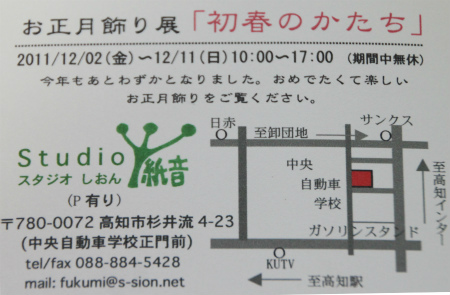 お正月飾り展「初春のかたち」
2011/12/02(金)〜12/11(日)10:00〜17:00 (期間中無休)
今年もあとわずかとなりました。おめでたくて楽しい
お正月飾りをご覧ください。
Studio
スタジオ しおん
紙音
(P 有り)
〒780-0072 高知市杉井流 4-23
(中央自動車学校正門前)
tel/fax 088-884-5428
mail: fukumi@s-sion.net
日赤
至卸団地
サンクス
中央
自動車
学校
至高知インター
ガソリンスタンド
KUTV
至高知駅